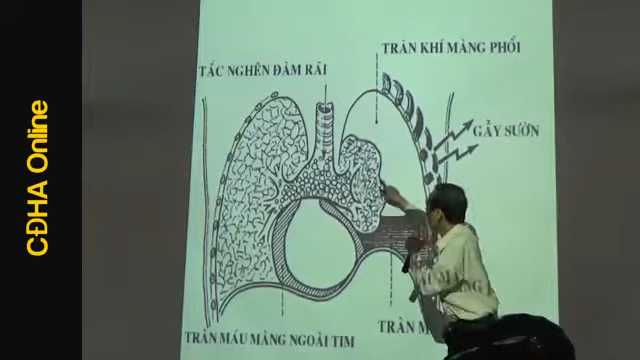 CĐHA Online
TRÀN KHÍ MÀNG PHỔI
TẮC NGHẼN ĐÀM RÃI
GẪY SƯỜN
TRÀN MÁU MÀNG NGOÀI TIM
TRÀN